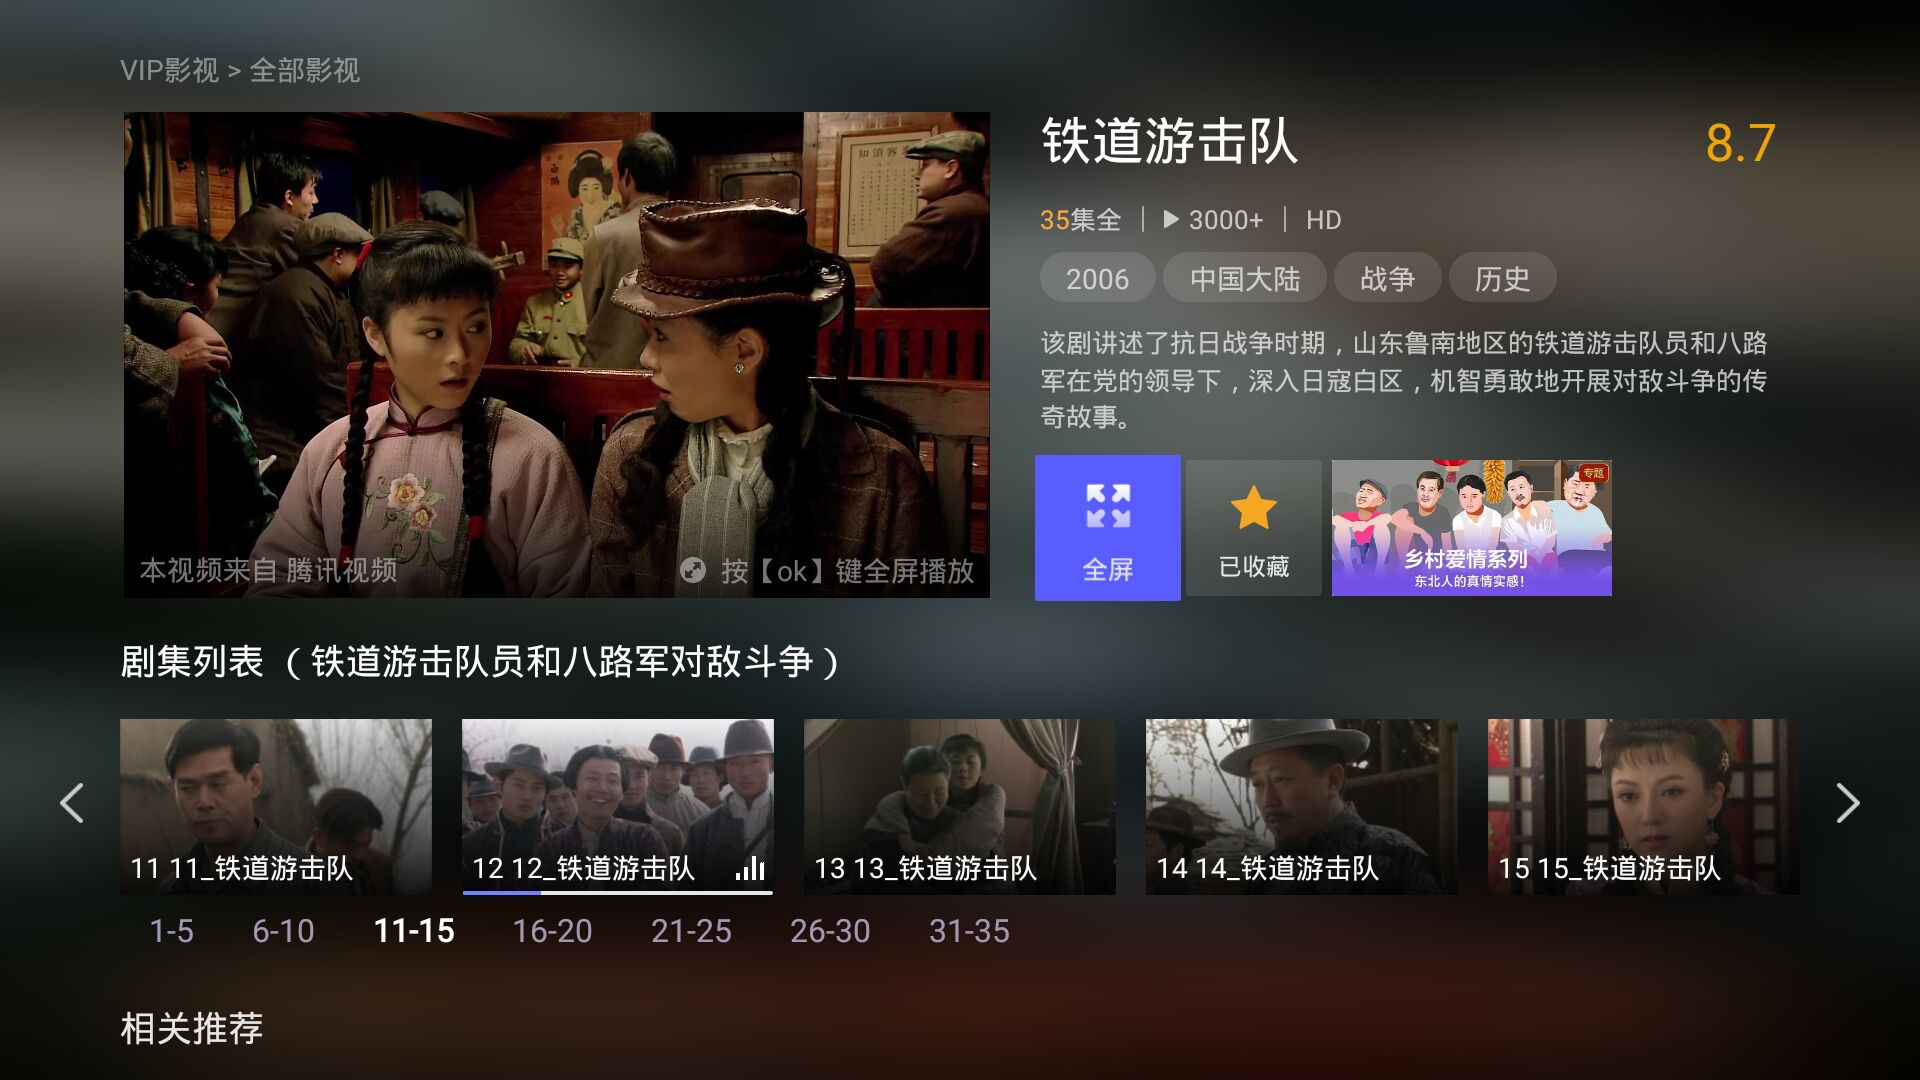 VIP影视 > 全部影视
知 须 客
白鶴
本视频来自 腾讯视频
按【ok】键全屏播放
铁道游击队
8.7
35集全
3000+
HD
2006
中国大陆
战争
历史
该剧讲述了抗日战争时期，山东鲁南地区的铁道游击队员和八路
军在党的领导下，深入日寇白区，机智勇敢地开展对敌斗争的传
奇故事。
全屏
已收藏
专题
乡村爱情系列
东北人的真情实感！
剧集列表 （铁道游击队员和八路军对敌斗争）
11 11_铁道游击队
12 12_铁道游击队
13 13_铁道游击队
14 14_铁道游击队
15 15_铁道游击队
1-5
6-10
11-15
16-20
21-25
26-30
31-35
相关推荐